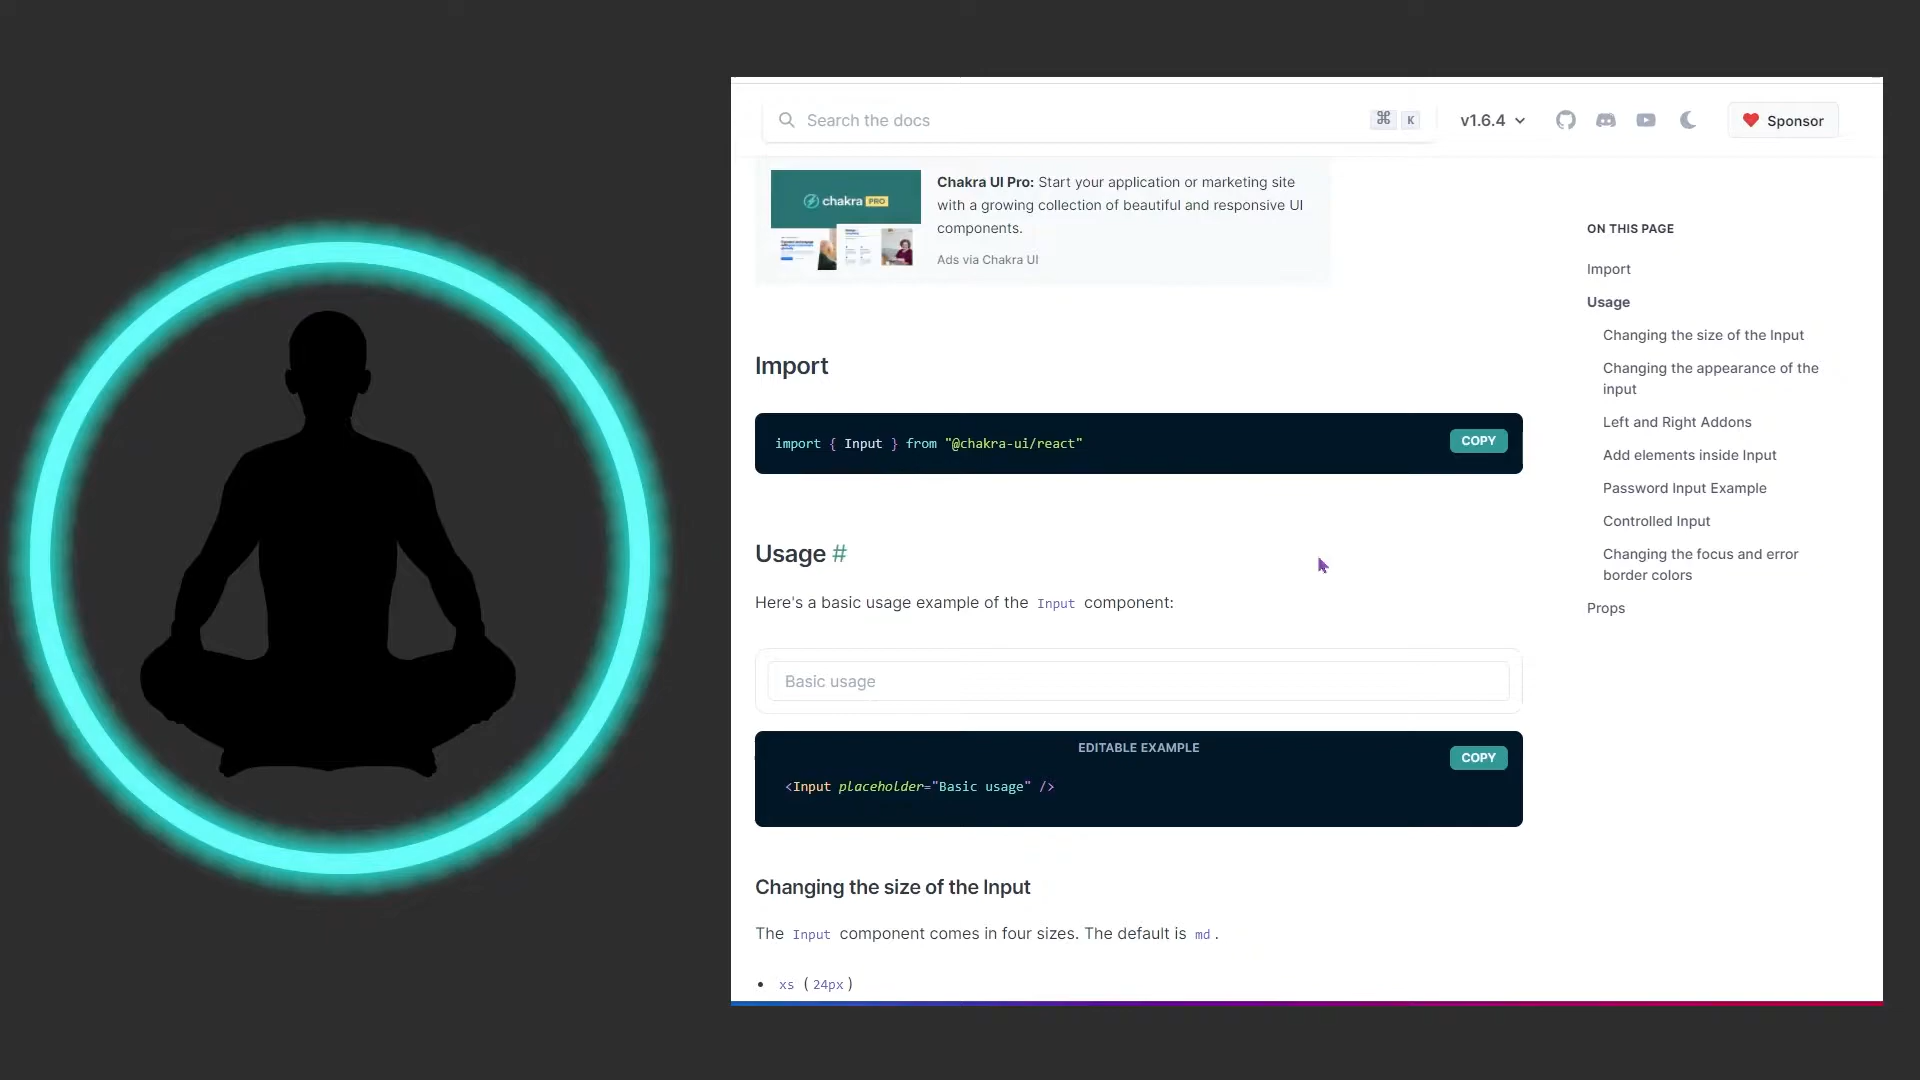 Search the docs
⌘ K
v1.6.4
Sponsor
chakra PRO
Chakra UI Pro: Start your application or marketing site
with a growing collection of beautiful and responsive UI
components.
Ads via Chakra UI
Import
import { Input } from "@chakra-ui/react"
COPY
Usage #
Here's a basic usage example of the Input component:
Basic usage
EDITABLE EXAMPLE
COPY
<Input placeholder="Basic usage" />
Changing the size of the Input
The Input component comes in four sizes. The default is md.
• xs (24px)
ON THIS PAGE
Import
Usage
Changing the size of the Input
Changing the appearance of the
input
Left and Right Addons
Add elements inside Input
Password Input Example
Controlled Input
Changing the focus and error
border colors
Props